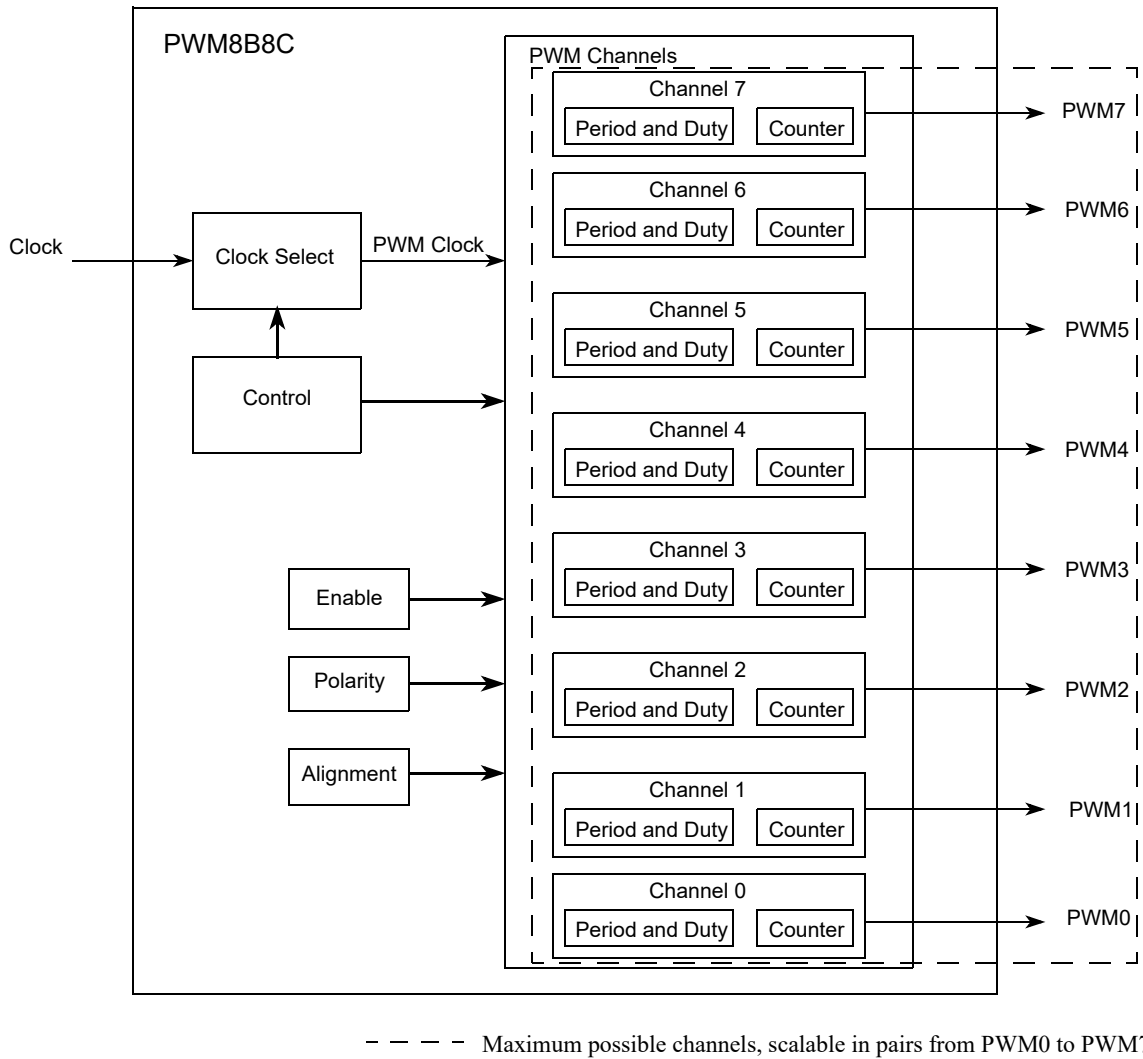 PWM8B8C
PWM Channels
Channel 7
Period and Duty
Counter
PWM7
Channel 6
Period and Duty
Counter
PWM6
Clock
Clock Select
PWM Clock
Channel 5
Period and Duty
Counter
PWM5
Control
Channel 4
Period and Duty
Counter
PWM4
Channel 3
Period and Duty
Counter
PWM3
Enable
Channel 2
Period and Duty
Counter
PWM2
Polarity
Alignment
Channel 1
Period and Duty
Counter
PWM1
Channel 0
Period and Duty
Counter
PWM0
Maximum possible channels, scalable in pairs from PWM0 to PWM7